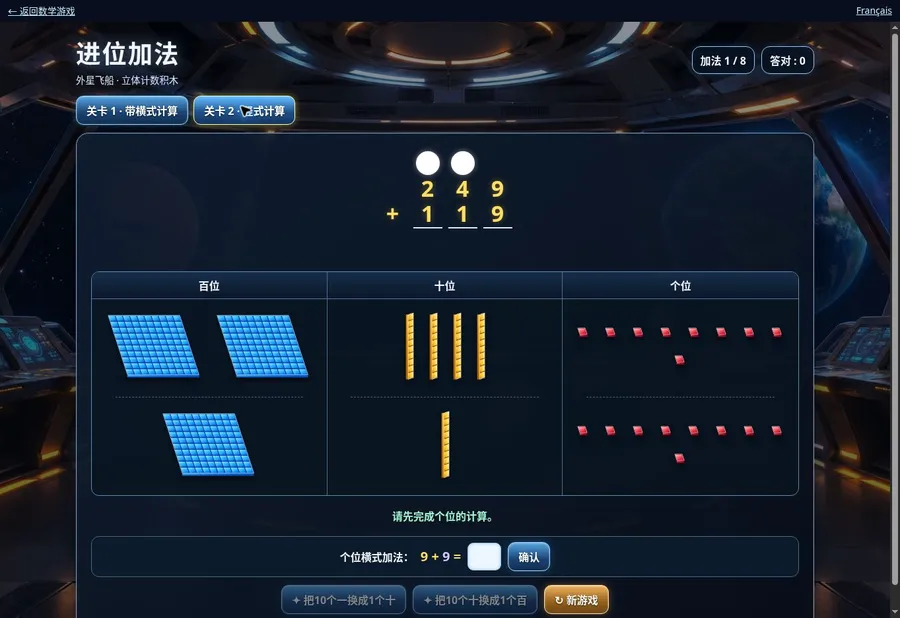 ← 返回数学游戏
Français
进位加法
外星飞船 · 立体计数积木
加法 1 / 8
答对 : 0
关卡 1 · 带横式计算
关卡 2 · 式计算
2 4 9
+ 1 1 9
百位
十位
个位
请先完成个位的计算。
个位横式加法： 9 + 9 =
确认
✦ 把10个一换成1个十
✦ 把10个十换成1个百
↻ 新游戏